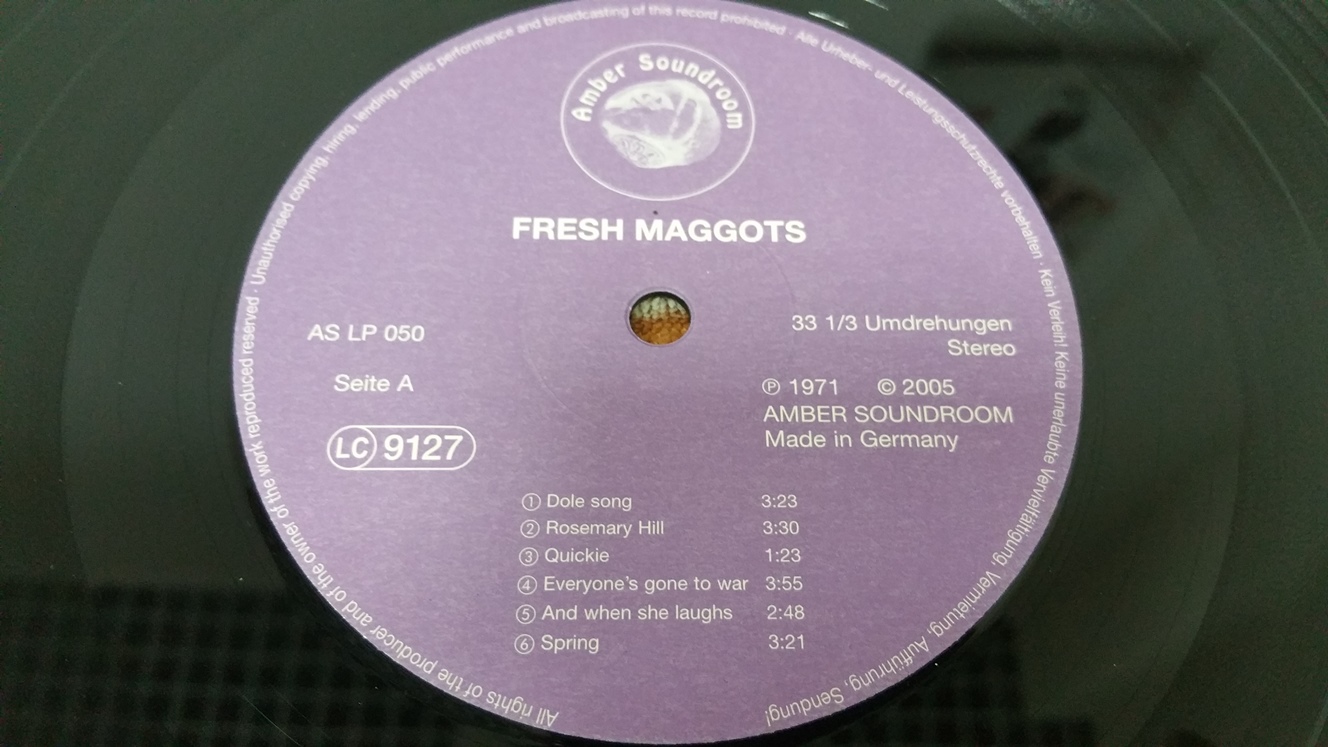 All rights of the producer and of the owner of the work reproduced reserved · Unauthorised copying, hiring, lending, public performance and broadcasting of this record prohibited · Alle Urheber- und Leistungsschutzrechte vorbehalten · Kein Verleih! Keine unerlaubte Vervielfältigung, Vermietung, Aufführung, Sendung!
Amber Soundroom
FRESH MAGGOTS
AS LP 050
Seite A
LC 9127
33 1/3 Umdrehungen
Stereo
℗ 1971 © 2005
AMBER SOUNDROOM
Made in Germany
① Dole song 3:23
② Rosemary Hill 3:30
③ Quickie 1:23
④ Everyone's gone to war 3:55
⑤ And when she laughs 2:48
⑥ Spring 3:21